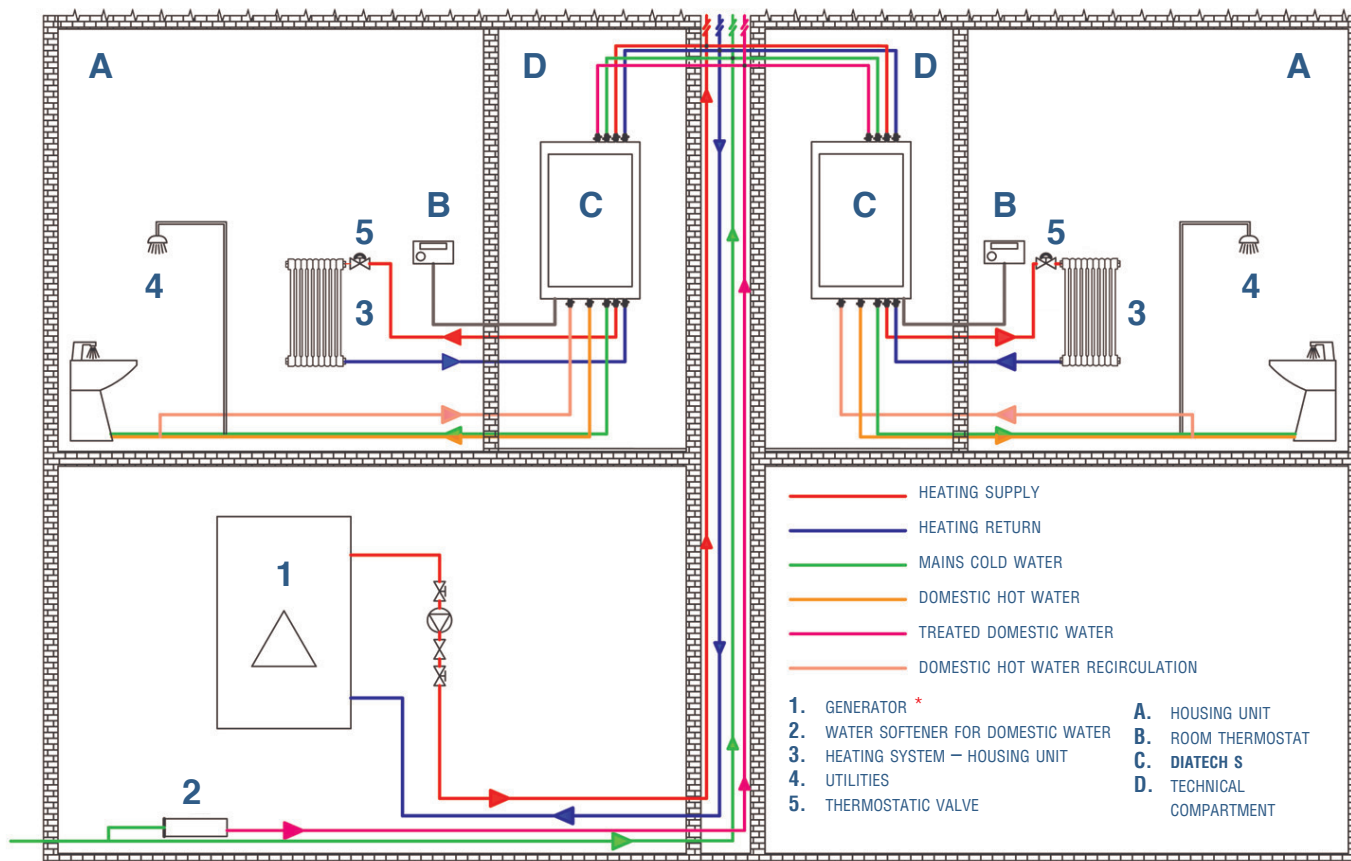 A
D
D
A
B
C
C
B
5
5
4
3
3
4
1
2
HEATING SUPPLY
HEATING RETURN
MAINS COLD WATER
DOMESTIC HOT WATER
TREATED DOMESTIC WATER
DOMESTIC HOT WATER RECIRCULATION
1. GENERATOR *
2. WATER SOFTENER FOR DOMESTIC WATER
3. HEATING SYSTEM – HOUSING UNIT
4. UTILITIES
5. THERMOSTATIC VALVE
A. HOUSING UNIT
B. ROOM THERMOSTAT
C. DIATECH S
D. TECHNICAL
COMPARTMENT